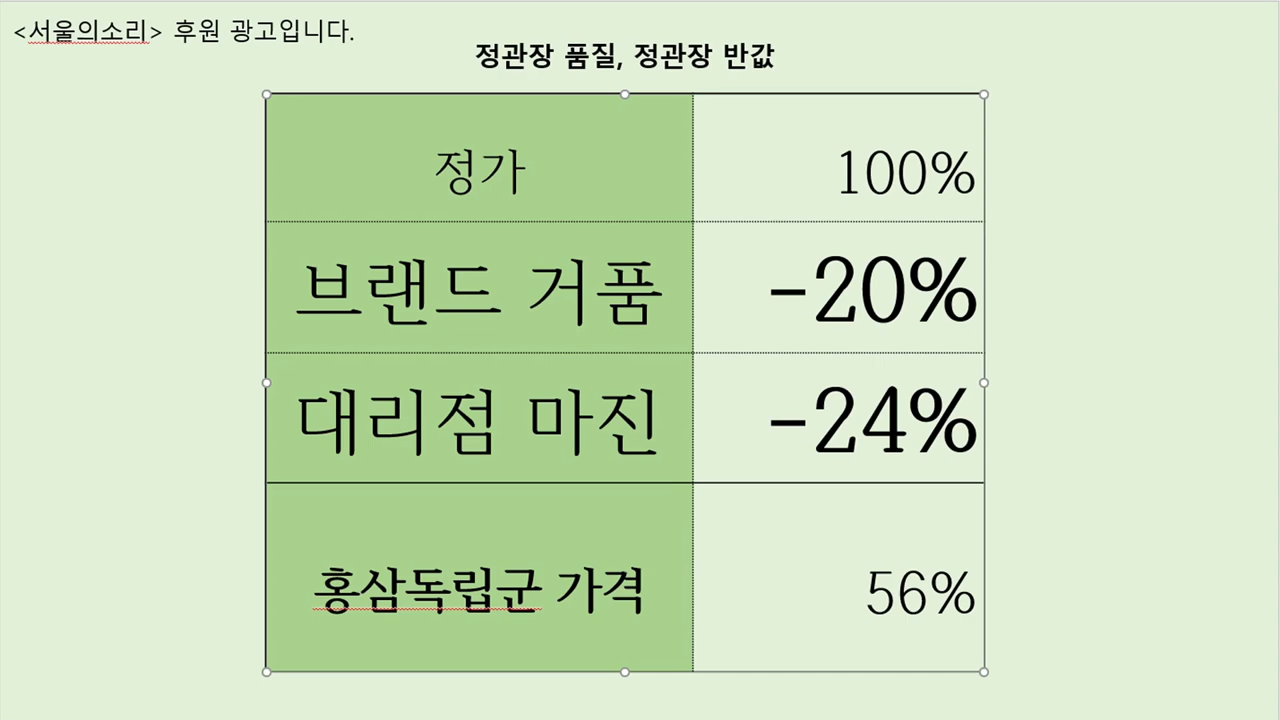 <서울의소리> 후원 광고입니다.
정관장 품질, 정관장 반값
정가 100%
브랜드 거품 -20%
대리점 마진 -24%
홍삼독립군 가격 56%